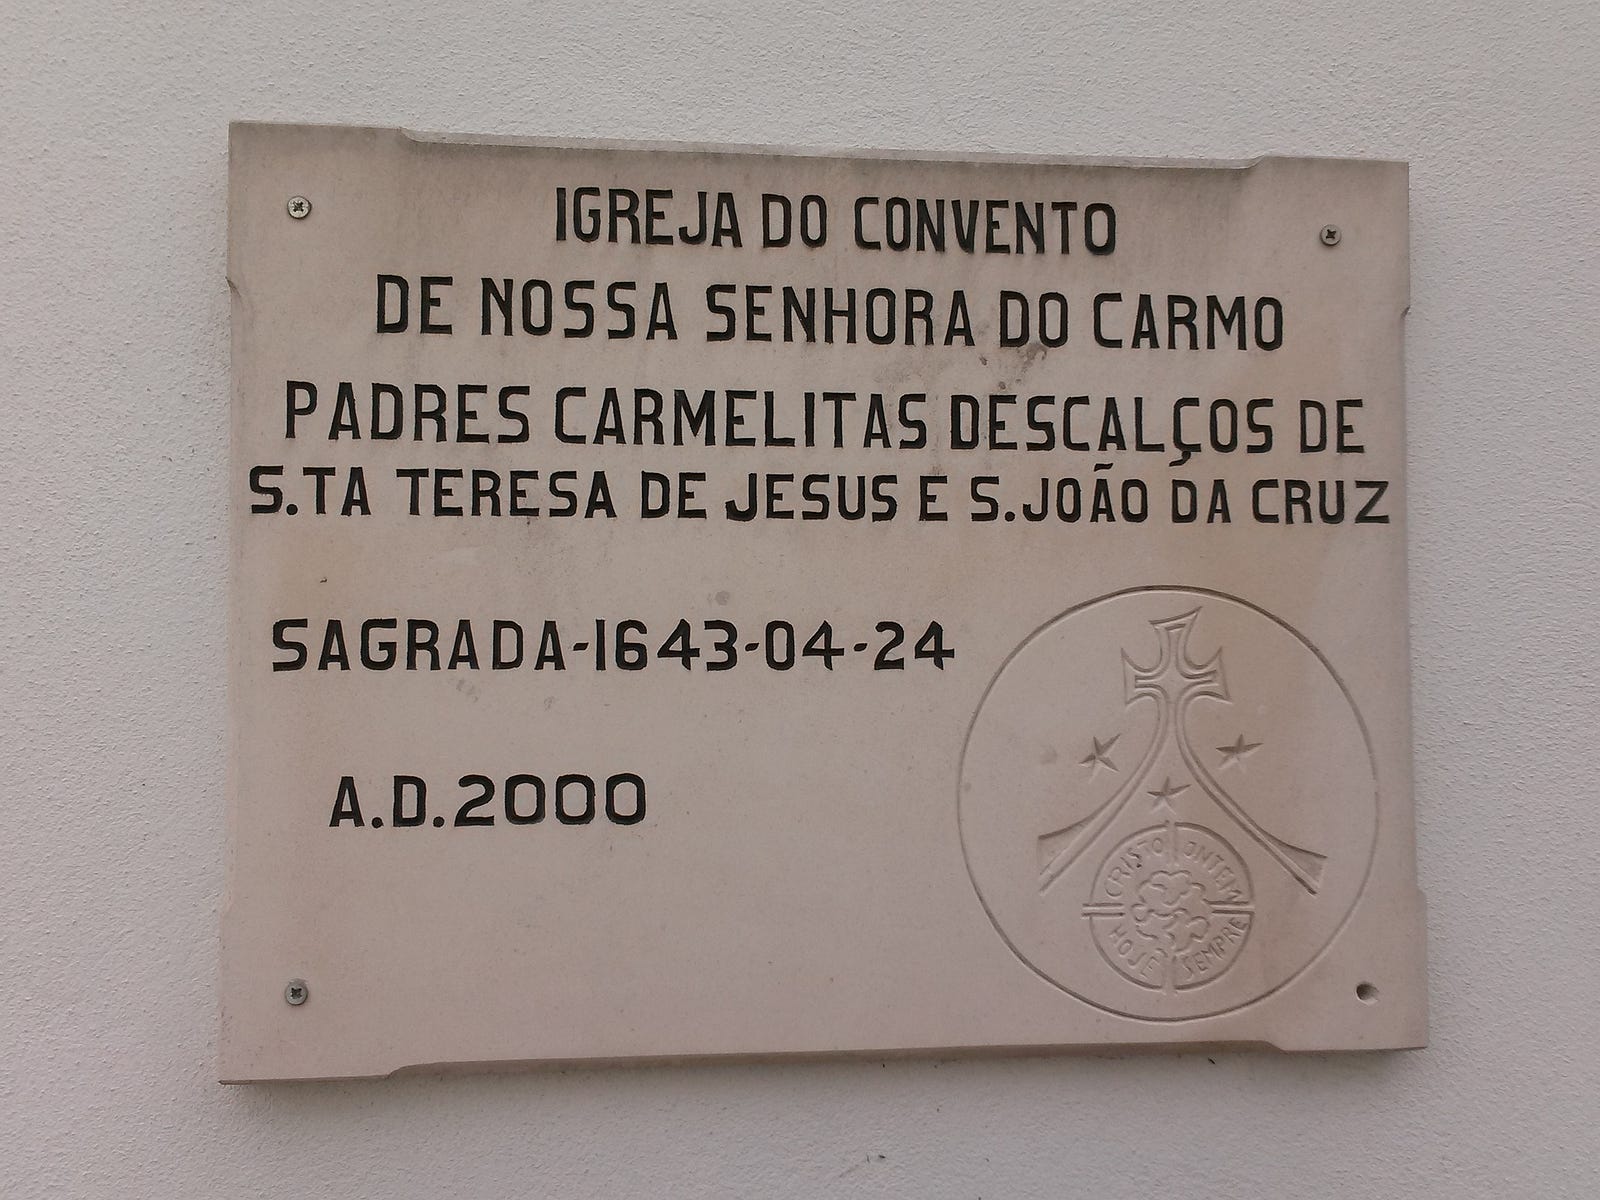 IGREJA DO CONVENTO
DE NOSSA SENHORA DO CARMO
PADRES CARMELITAS DESCALÇOS DE
S.TA TERESA DE JESUS E S.JOÃO DA CRUZ
SAGRADA-1643-04-24
A.D.2000
CRISTO ONTEM
HOJE SEMPRE